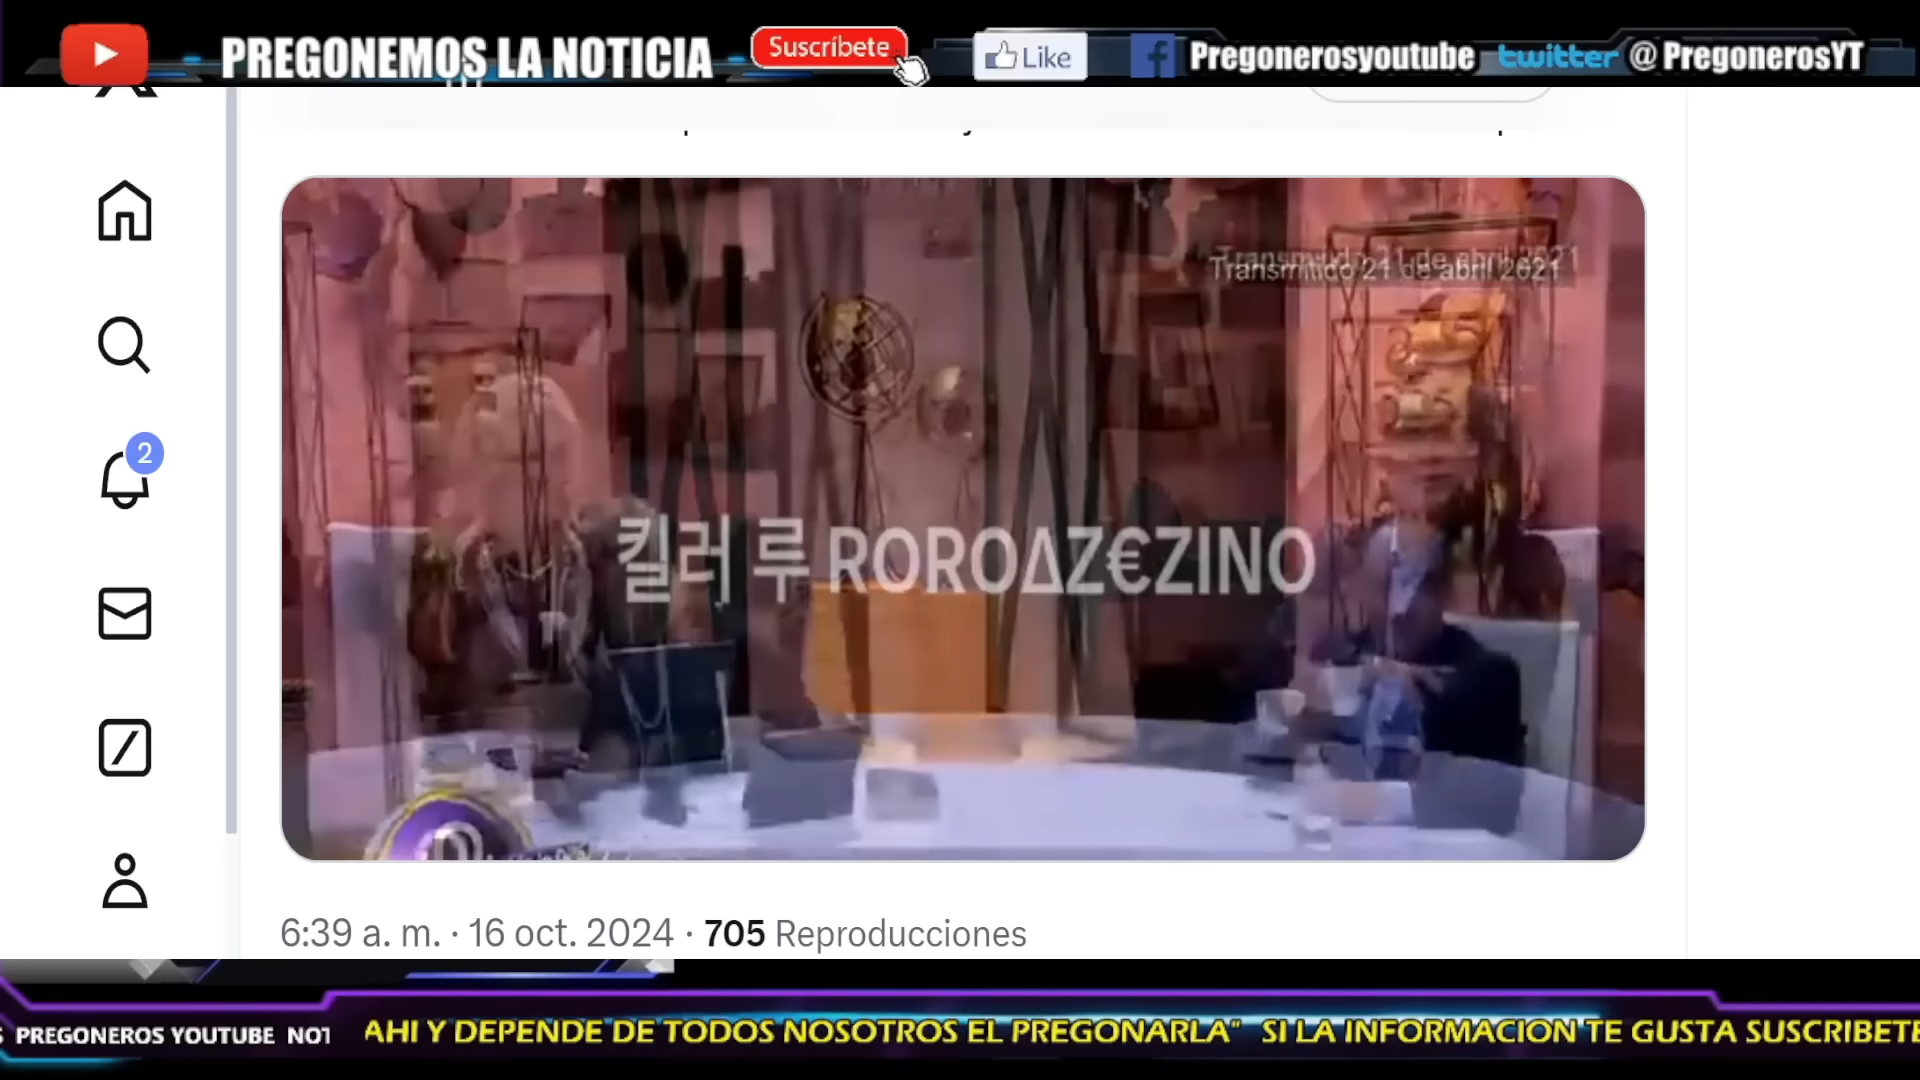 PREGONEMOS LA NOTICIA
Suscríbete
Like
Pregonerosyoutube
twitter @PregonerosYT
2
Transmitido 21 de abril 2021
킬러 루 RORO∆Z€ZINO
6:39 a. m. · 16 oct. 2024 · 705 Reproducciones
PREGONEROS YOUTUBE NOT
AHI Y DEPENDE DE TODOS NOSOTROS EL PREGONARLA" SI LA INFORMACION TE GUSTA SUSCRIBETE